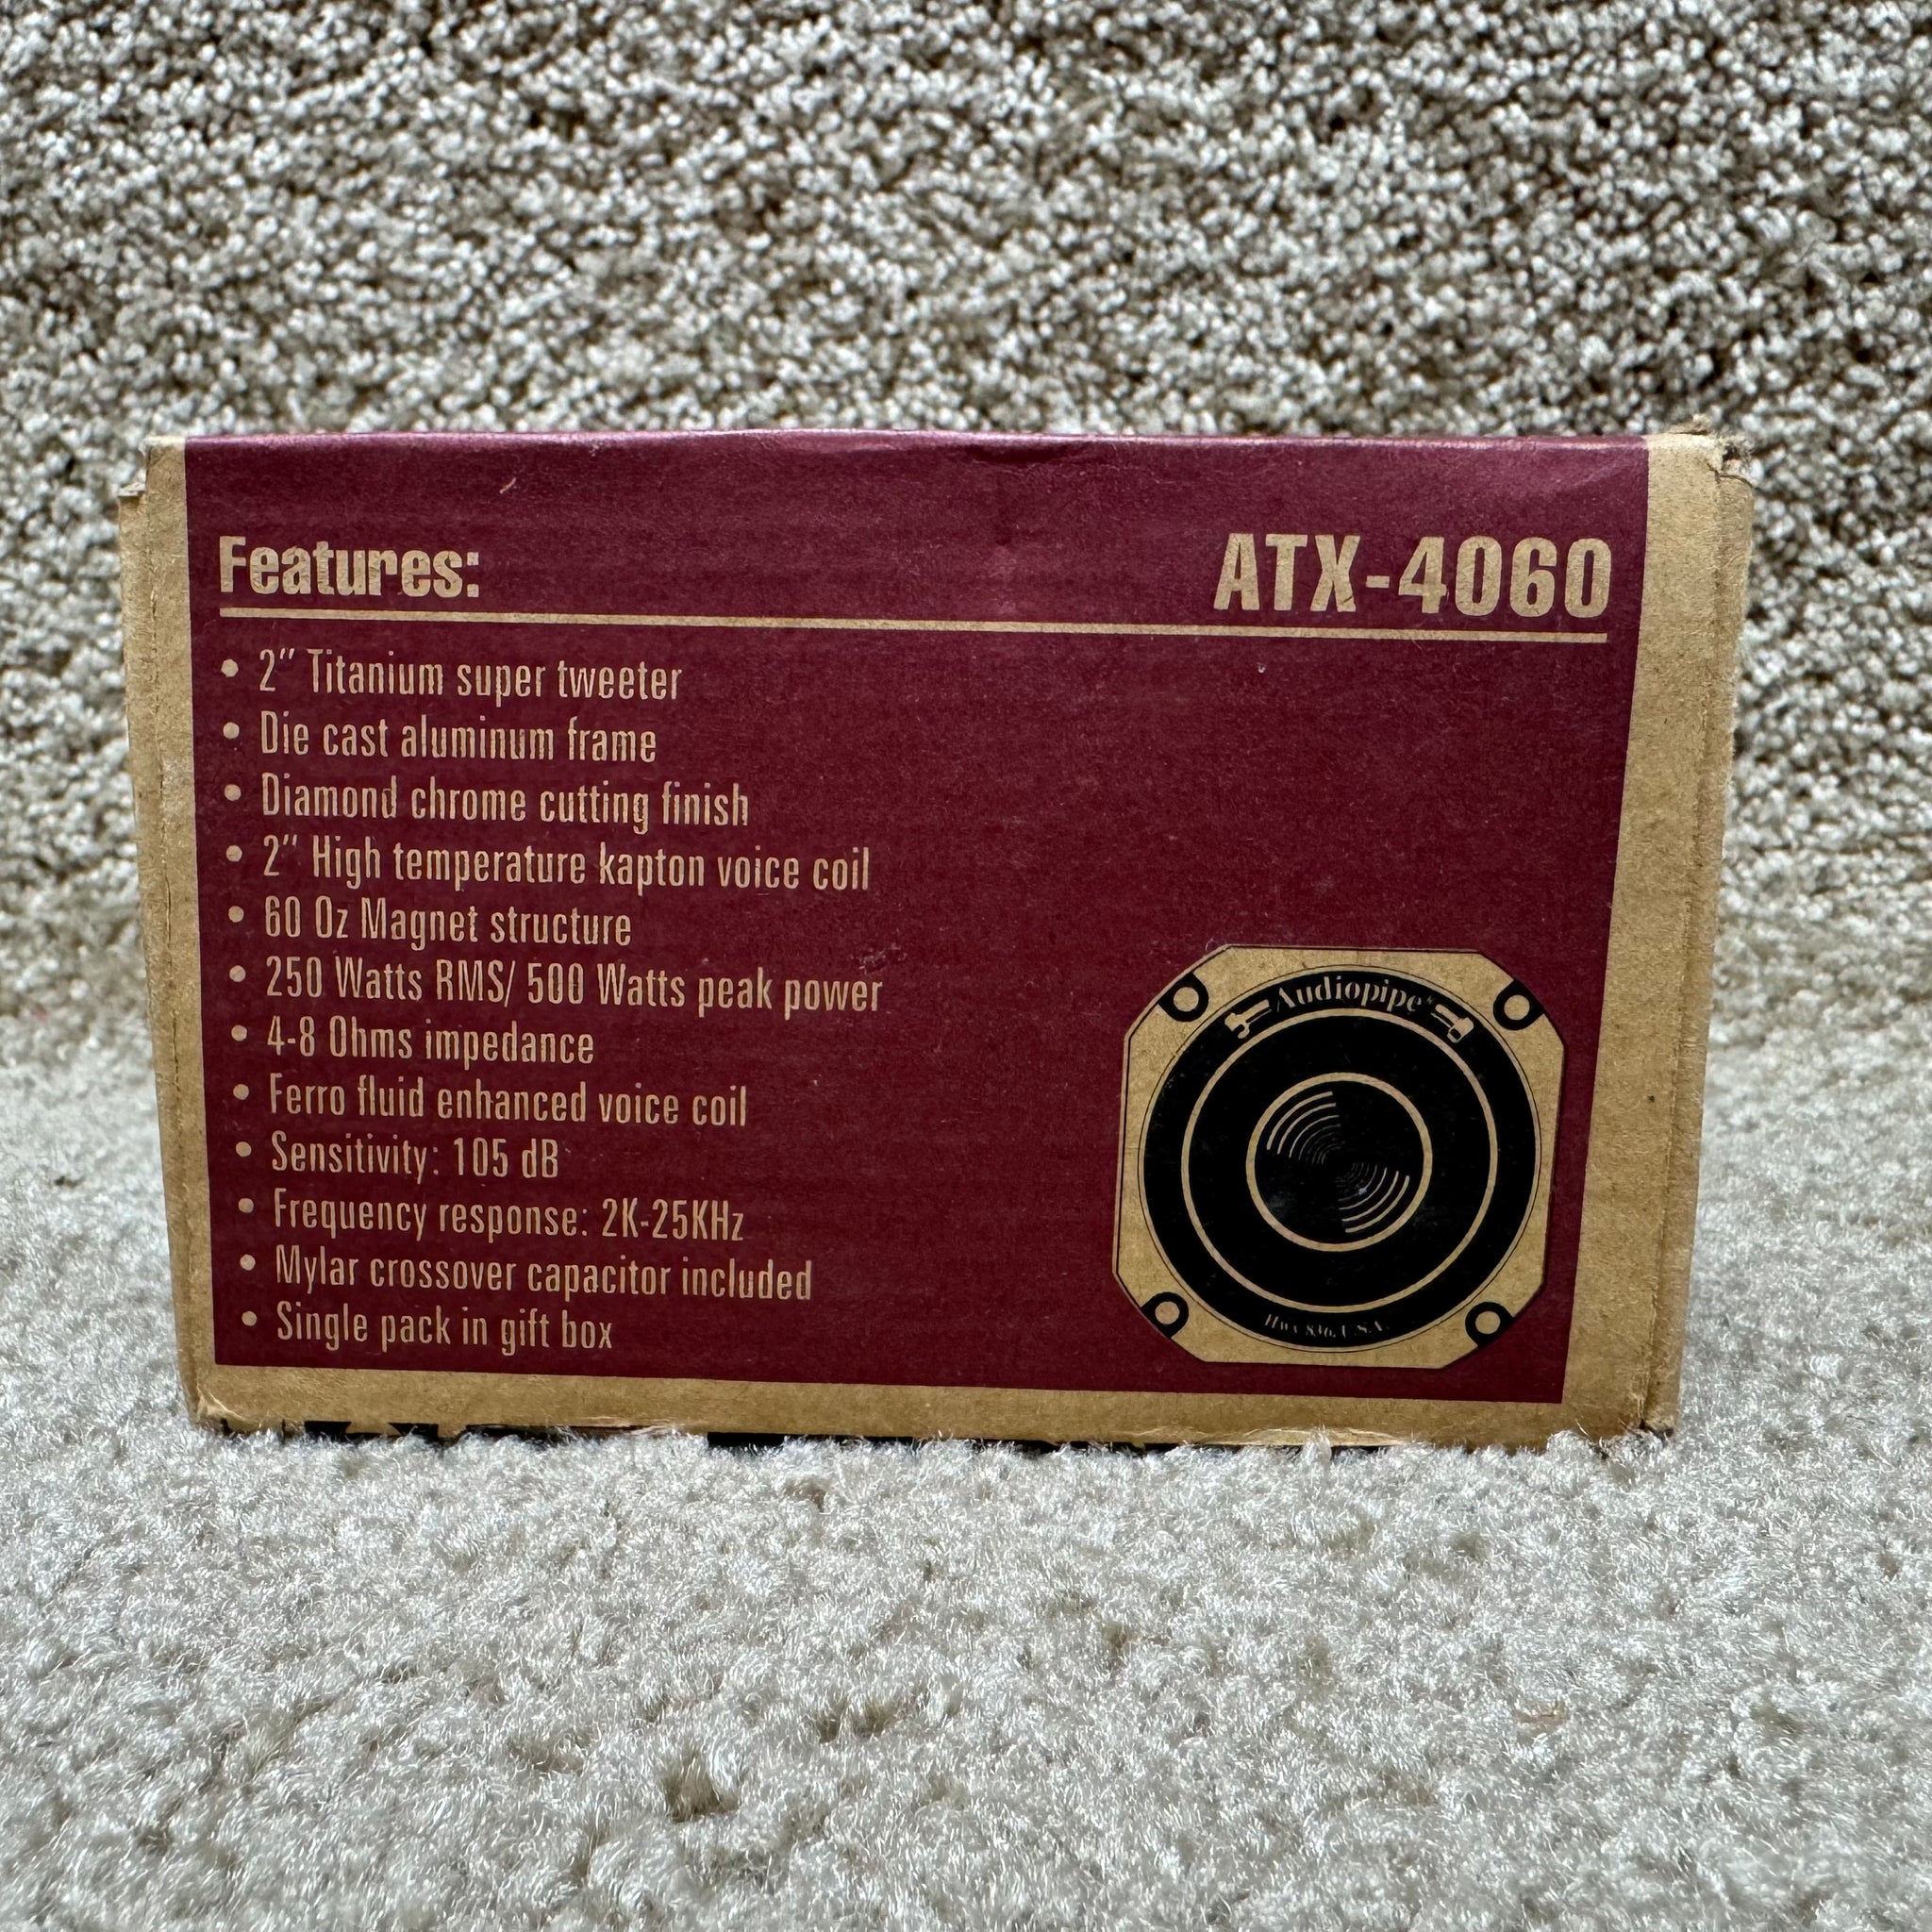 Features:
ATX-4060
• 2" Titanium super tweeter
• Die cast aluminum frame
• Diamond chrome cutting finish
• 2" High temperature kapton voice coil
• 60 Oz Magnet structure
• 250 Watts RMS/ 500 Watts peak power
• 4-8 Ohms impedance
• Ferro fluid enhanced voice coil
• Sensitivity: 105 dB
• Frequency response: 2K-25KHz
• Mylar crossover capacitor included
• Single pack in gift box
Audiopipe
U.S.A.